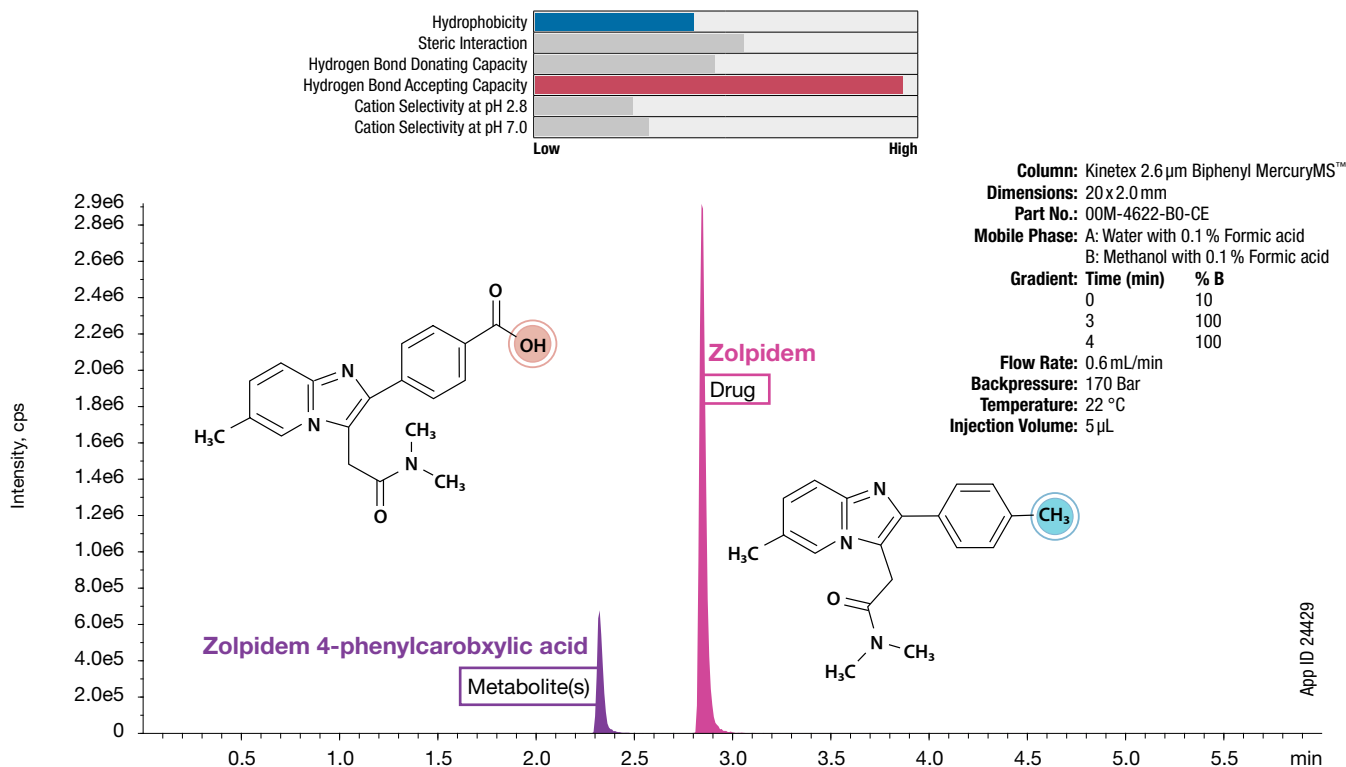 Hydrophobicity
Steric Interaction
Hydrogen Bond Donating Capacity
Hydrogen Bond Accepting Capacity
Cation Selectivity at pH 2.8
Cation Selectivity at pH 7.0
Low High
Column: Kinetex 2.6 µm Biphenyl MercuryMS™
Dimensions: 20 x 2.0 mm
Part No.: 00M-4622-B0-CE
Mobile Phase: A: Water with 0.1 % Formic acid
B: Methanol with 0.1 % Formic acid
Gradient: Time (min) % B
0 10
3 100
4 100
Flow Rate: 0.6 mL/min
Backpressure: 170 Bar
Temperature: 22 °C
Injection Volume: 5 µL
Intensity, cps
2.9e6
2.8e6
2.6e6
2.4e6
2.2e6
2.0e6
1.8e6
1.6e6
1.4e6
1.2e6
1.0e6
8.0e5
6.0e5
4.0e5
2.0e5
0
O
OH
N
N
H₃C
CH₃
N
CH₃
O
Zolpidem
Drug
N
CH₃
N
H₃C
O
N
CH₃
H₃C
Zolpidem 4-phenylcarobxylic acid
Metabolite(s)
0.5 1.0 1.5 2.0 2.5 3.0 3.5 4.0 4.5 5.0 5.5 min
App ID 24429